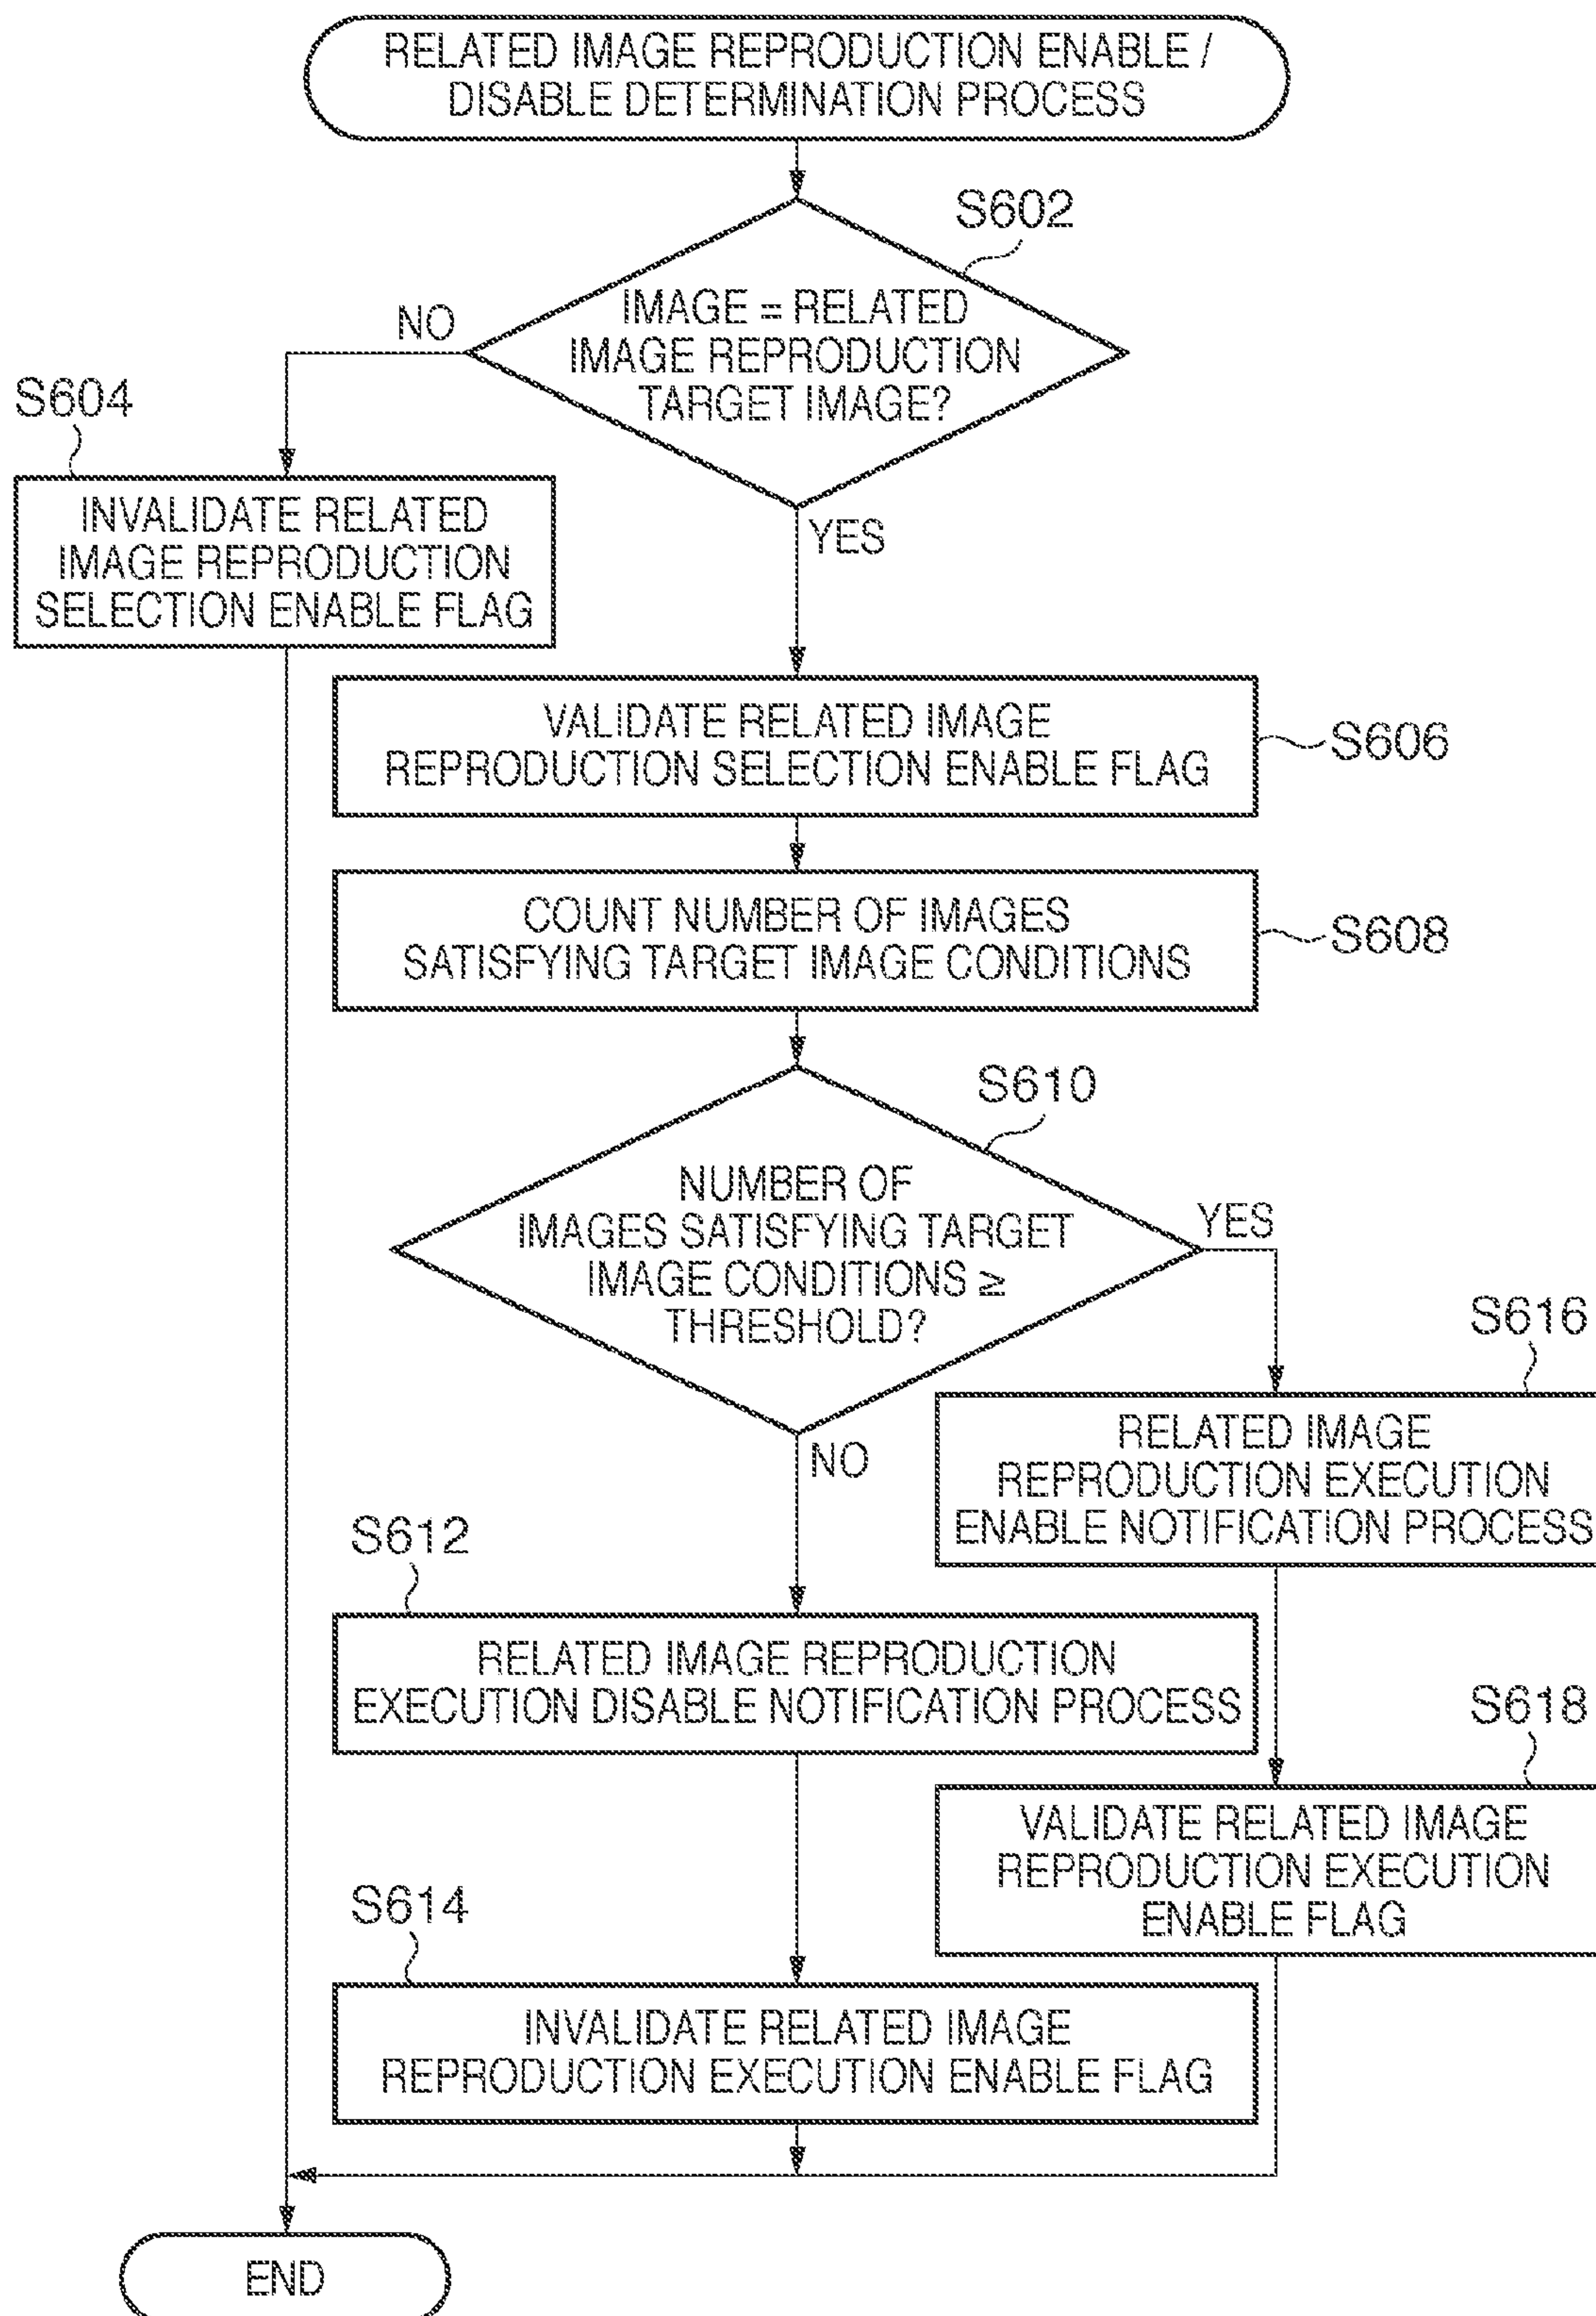 RELATED IMAGE REPRODUCTION ENABLE /
DISABLE DETERMINATION PROCESS
S602
IMAGE = RELATED
IMAGE REPRODUCTION
TARGET IMAGE?
NO
YES
S604
INVALIDATE RELATED
IMAGE REPRODUCTION
SELECTION ENABLE FLAG
VALIDATE RELATED IMAGE
REPRODUCTION SELECTION ENABLE FLAG
S606
COUNT NUMBER OF IMAGES
SATISFYING TARGET IMAGE CONDITIONS
S608
S610
NUMBER OF
IMAGES SATISFYING TARGET
IMAGE CONDITIONS ≥
THRESHOLD?
YES
NO
S616
RELATED IMAGE
REPRODUCTION EXECUTION
ENABLE NOTIFICATION PROCESS
S612
RELATED IMAGE REPRODUCTION
EXECUTION DISABLE NOTIFICATION PROCESS
S618
VALIDATE RELATED IMAGE
REPRODUCTION EXECUTION
ENABLE FLAG
S614
INVALIDATE RELATED IMAGE
REPRODUCTION EXECUTION ENABLE FLAG
END